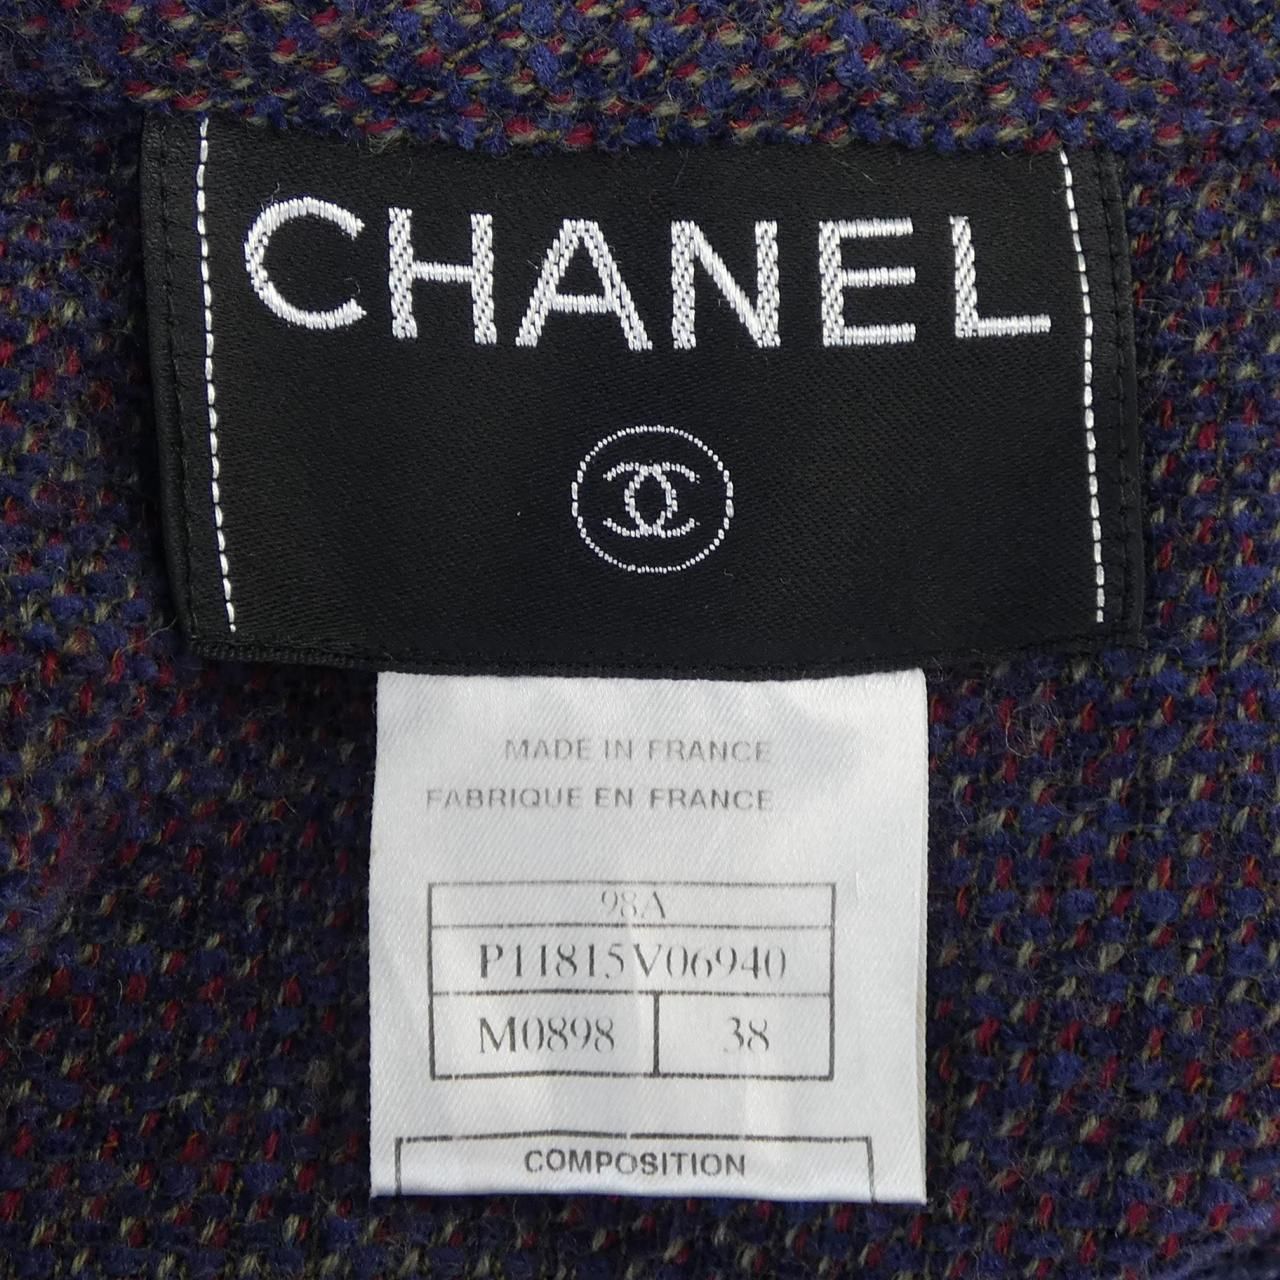 CHANEL
MADE IN FRANCE
FABRIQUE EN FRANCE
98A
P11815V06940
M0898 38
COMPOSITION